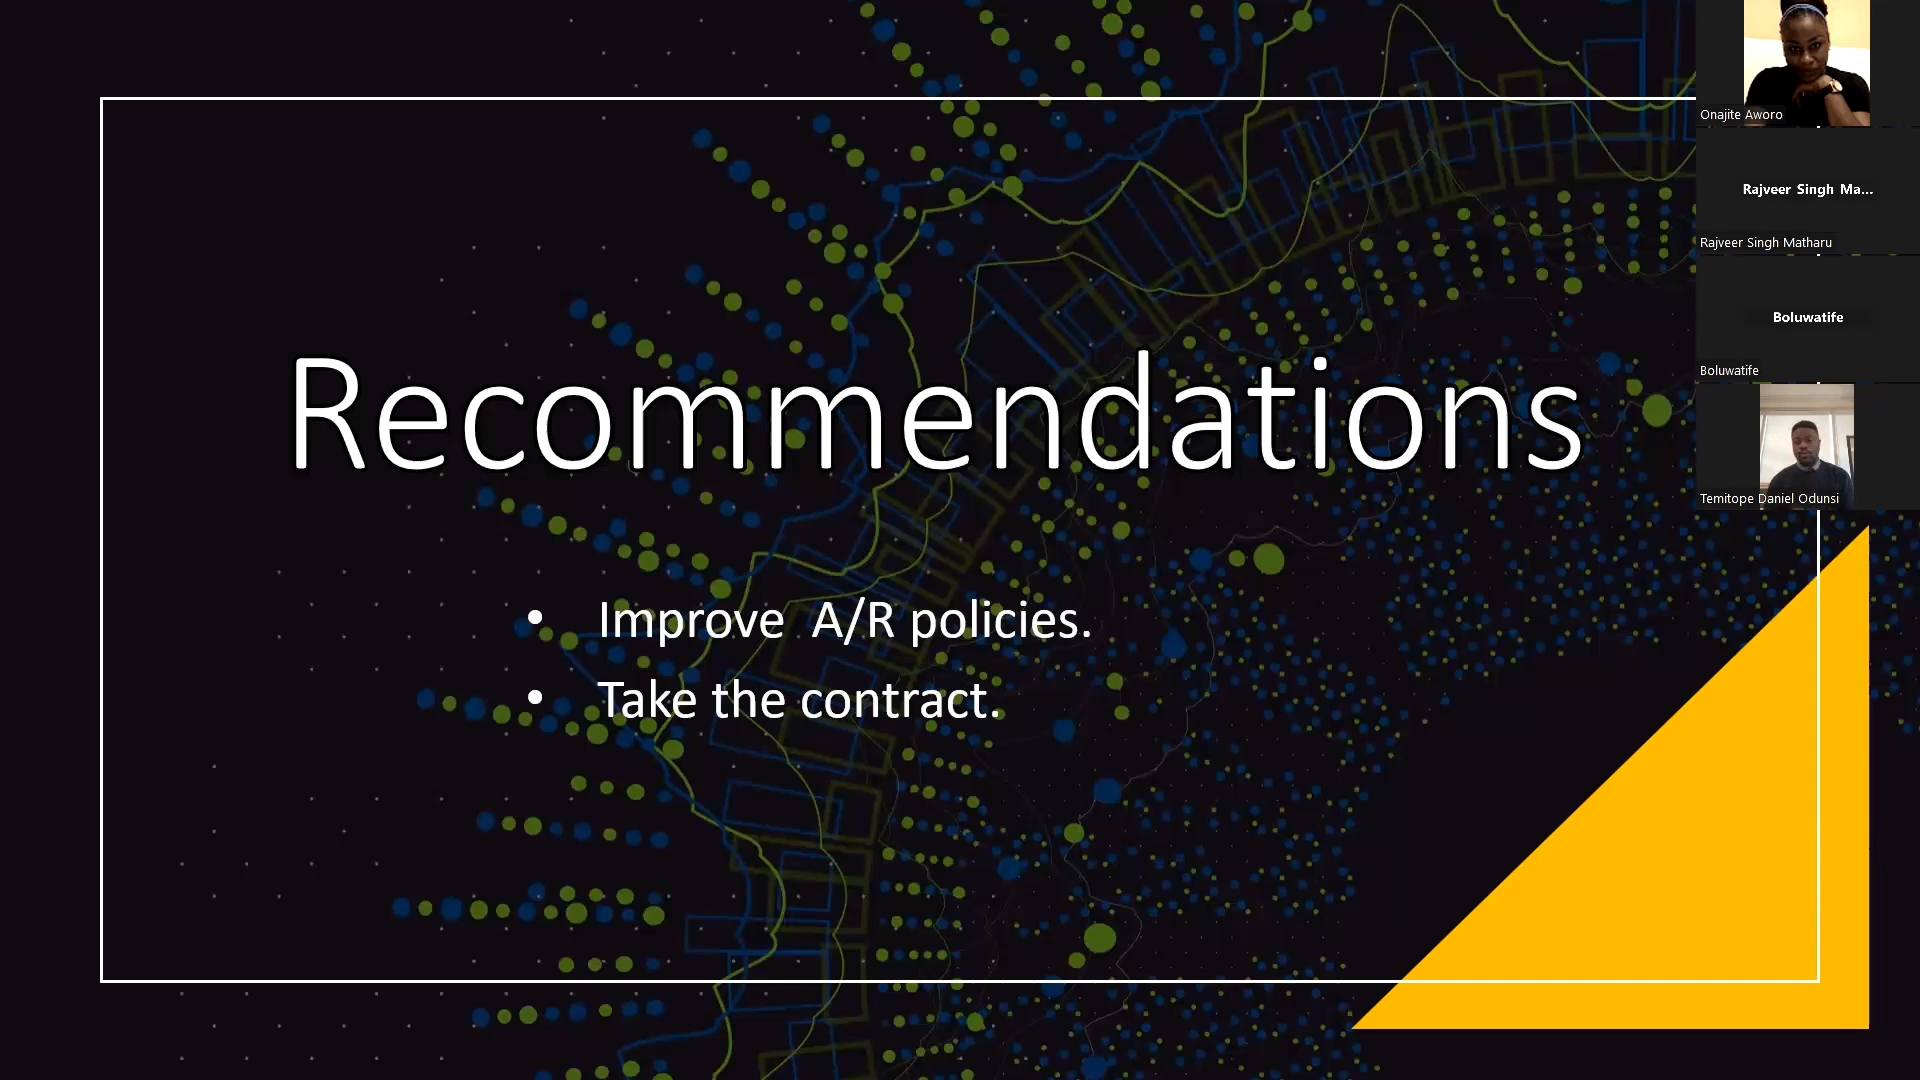 Onajite Aworo
Rajveer Singh Ma...
Rajveer Singh Matharu
Boluwatife
Boluwatife
Temitope Daniel Odunsi
Recommendations
• Improve  A/R policies.
• Take the contract.